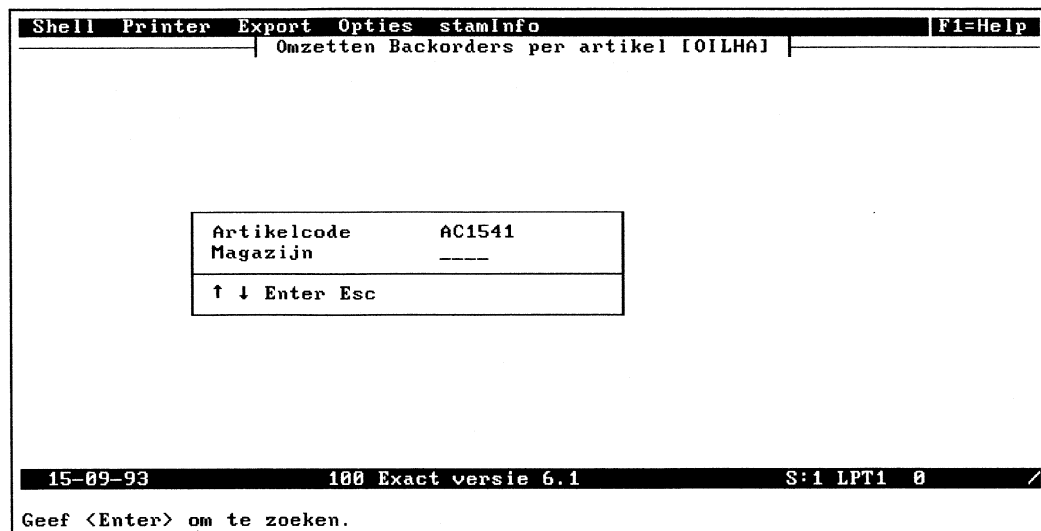 Shell Printer Export Opties stamInfo F1=Help
Omzetten Backorders per artikel [OILHA]
Artikelcode AC1541
Magazijn ____
↑ ↓ Enter Esc
15-09-93 100 Exact versie 6.1 S:1 LPT1 0 /
Geef <Enter> om te zoeken.